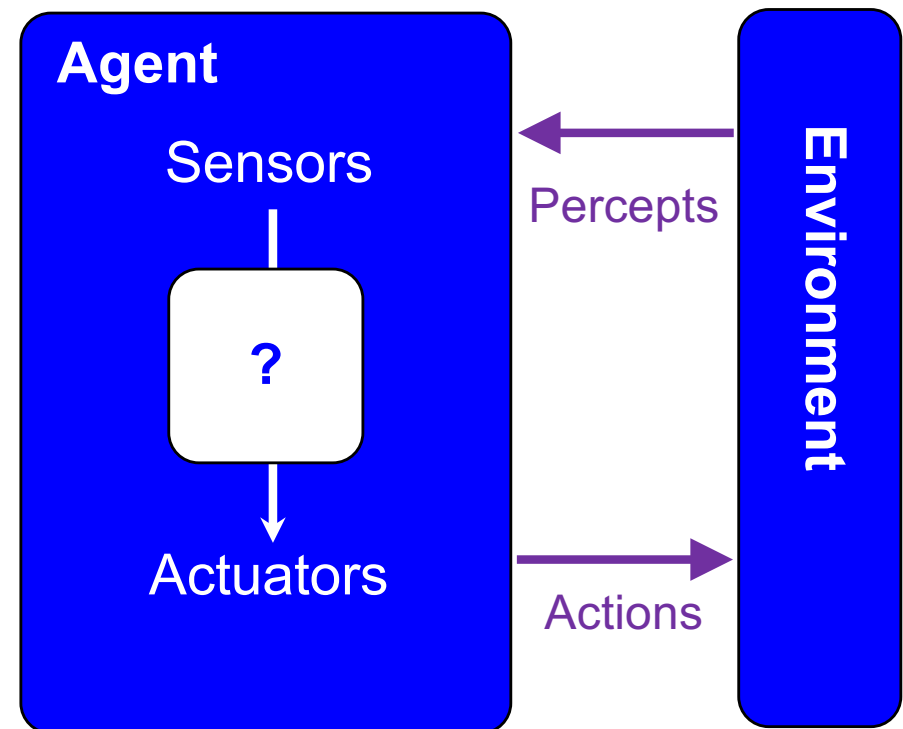 Agent
Sensors
?
Actuators
Percepts
Actions
Environment